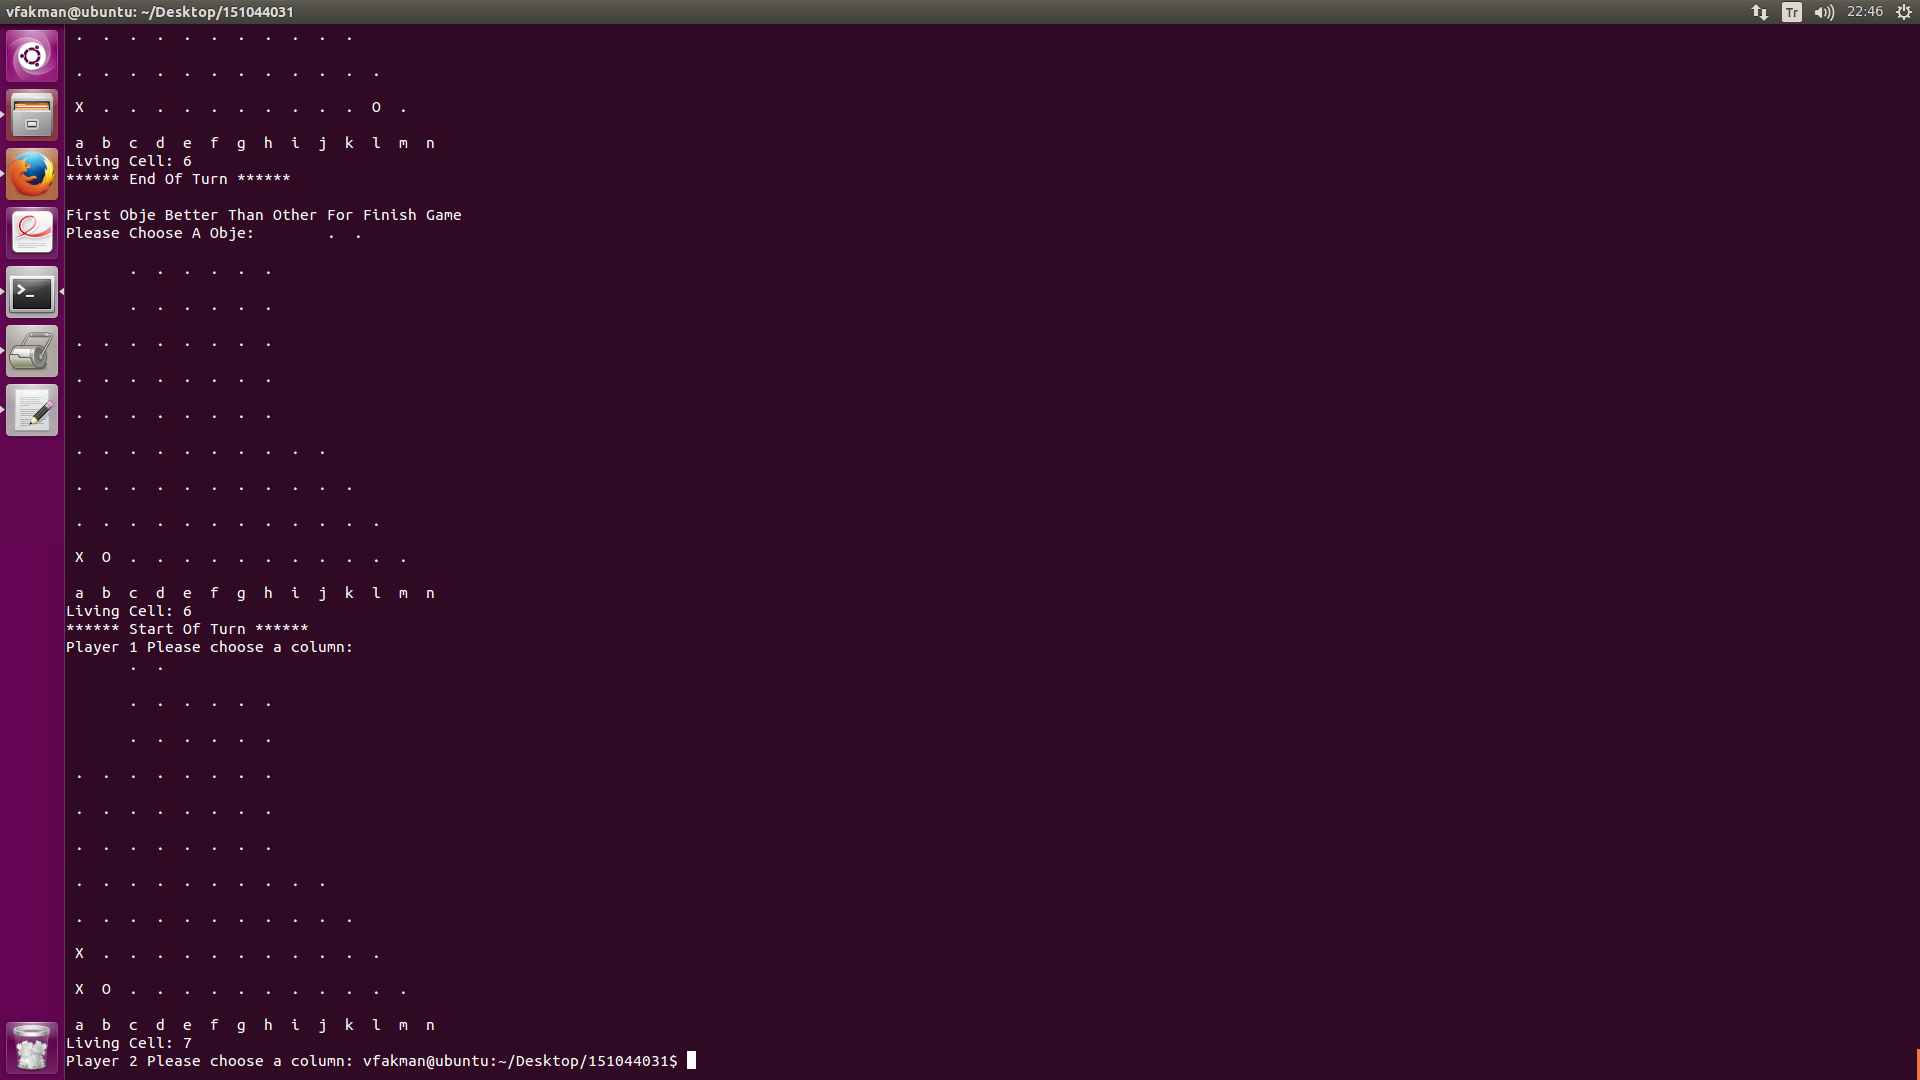 vfakman@ubuntu: ~/Desktop/151044031
Tr 22:46
. . . . . . . . . . .
. . . . . . . . . . . .
X . . . . . . . . . . O .
a b c d e f g h i j k l m n
Living Cell: 6
****** End Of Turn ******
First Obje Better Than Other For Finish Game
Please Choose A Obje: . .
. . . . . .
. . . . . .
. . . . . . . .
. . . . . . . .
. . . . . . . .
. . . . . . . . . .
. . . . . . . . . . .
. . . . . . . . . . . .
X O . . . . . . . . . . .
a b c d e f g h i j k l m n
Living Cell: 6
****** Start Of Turn ******
Player 1 Please choose a column:
. .
. . . . . .
. . . . . .
. . . . . . . .
. . . . . . . .
. . . . . . . .
. . . . . . . . . .
. . . . . . . . . . .
X . . . . . . . . . . .
X O . . . . . . . . . . .
a b c d e f g h i j k l m n
Living Cell: 7
Player 2 Please choose a column: vfakman@ubuntu:~/Desktop/151044031$